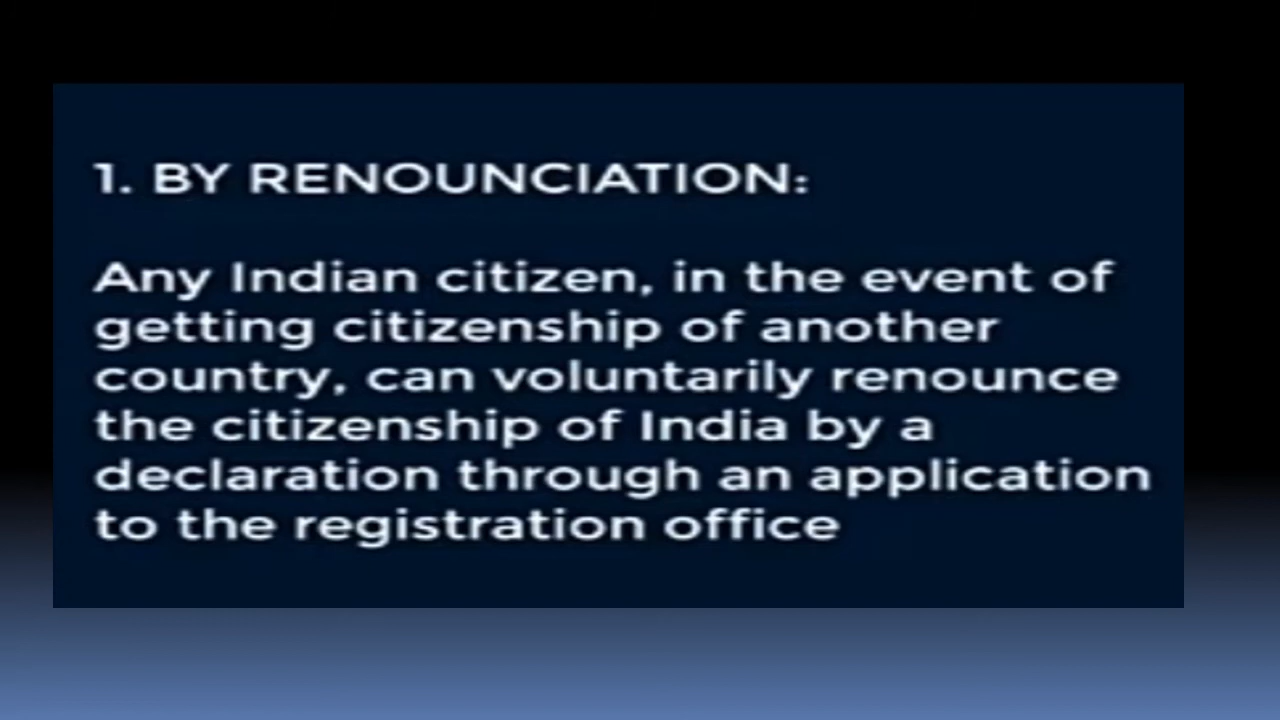 1. BY RENOUNCIATION:
Any Indian citizen, in the event of
getting citizenship of another
country, can voluntarily renounce
the citizenship of India by a
declaration through an application
to the registration office